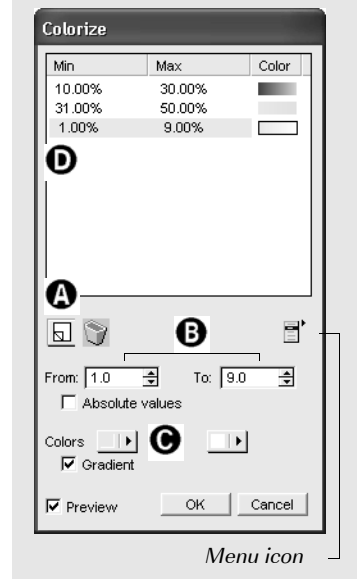 Colorize
Min Max Color
10.00% 30.00%
31.00% 50.00%
1.00% 9.00%
D
A
B
From: 1.0 To: 9.0
Absolute values
Colors C
Gradient
Preview OK Cancel
Menu icon